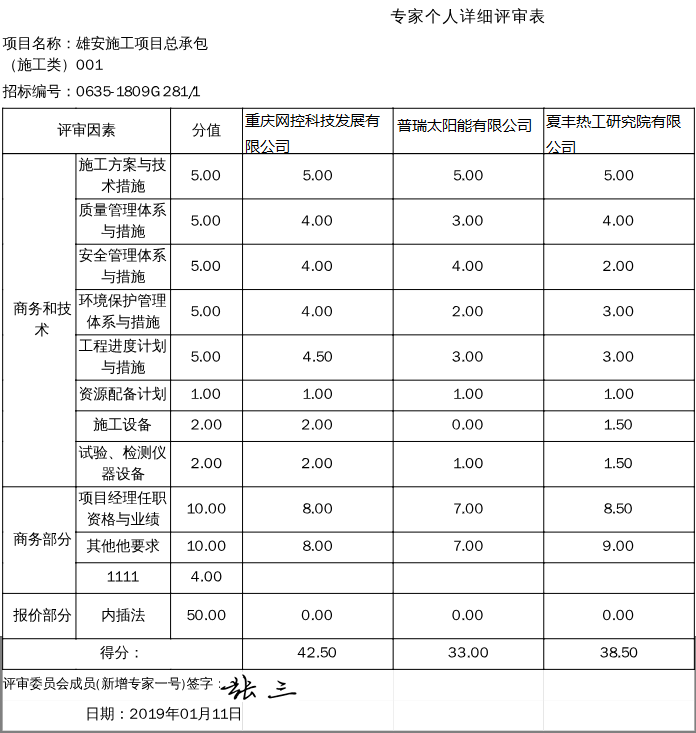 专家个人详细评审表
项目名称：雄安施工项目总承包
（施工类）001
招标编号：0635-1809G281/1
评审因素 分值 重庆网控科技发展有限公司 普瑞太阳能有限公司 夏丰热工研究院有限公司
商务和技术
施工方案与技术措施 5.00 5.00 5.00 5.00
质量管理体系与措施 5.00 4.00 3.00 4.00
安全管理体系与措施 5.00 4.00 4.00 2.00
环境保护管理体系与措施 5.00 4.00 2.00 3.00
工程进度计划与措施 5.00 4.50 3.00 3.00
资源配备计划 1.00 1.00 1.00 1.00
施工设备 2.00 2.00 0.00 1.50
试验、检测仪器设备 2.00 2.00 1.00 1.50
商务部分
项目经理任职资格与业绩 10.00 8.00 7.00 8.50
其他他要求 10.00 8.00 7.00 9.00
1111 4.00
报价部分 内插法 50.00 0.00 0.00 0.00
得分： 42.50 33.00 38.50
评审委员会成员(新增专家一号)签字：张三
日期：2019年01月11日